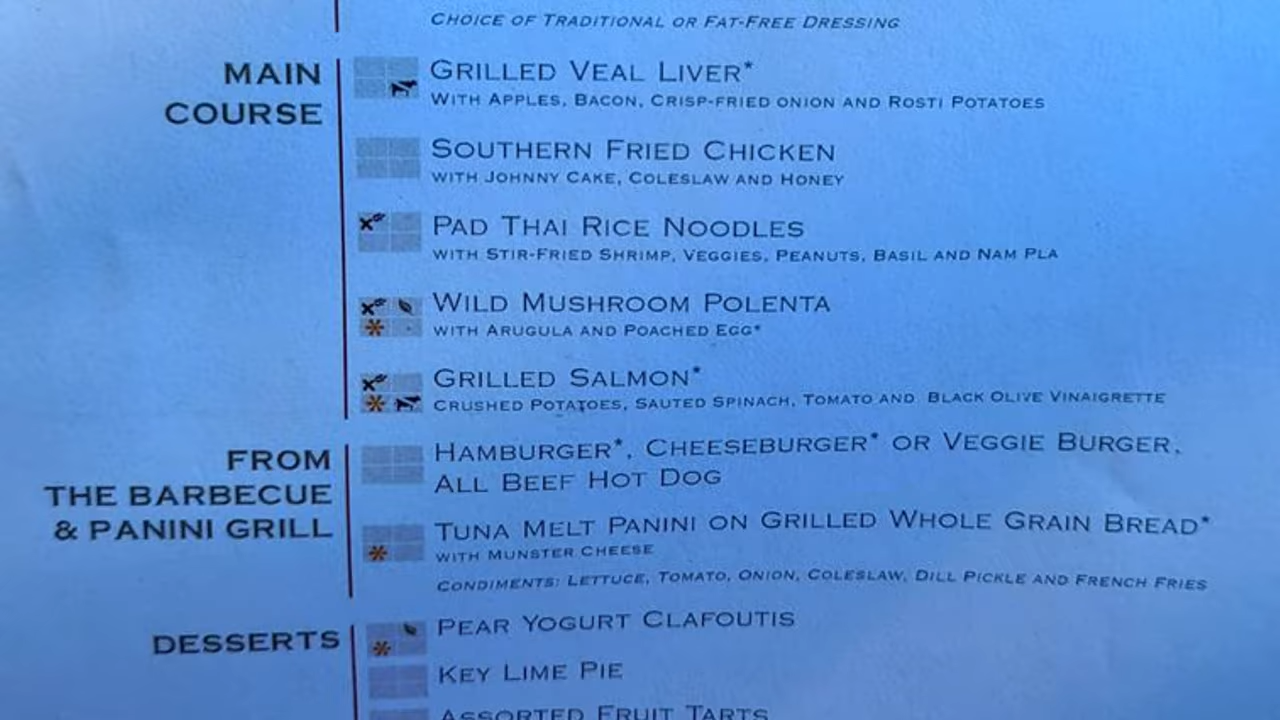 Choice of Traditional or Fat-Free Dressing
MAIN
COURSE
Grilled Veal Liver*
with Apples, Bacon, Crisp-fried onion and Rosti Potatoes
Southern Fried Chicken
with Johnny Cake, Coleslaw and Honey
Pad Thai Rice Noodles
with Stir-Fried Shrimp, Veggies, Peanuts, Basil and Nam Pla
Wild Mushroom Polenta
with Arugula and Poached Egg*
Grilled Salmon*
Crushed Potatoes, Sauted Spinach, Tomato and Black Olive Vinaigrette
FROM
THE BARBECUE
& PANINI GRILL
Hamburger*, Cheeseburger* or Veggie Burger,
All Beef Hot Dog
Tuna Melt Panini on Grilled Whole Grain Bread*
with Munster Cheese
Condiments: Lettuce, Tomato, Onion, Coleslaw, Dill Pickle and French Fries
DESSERTS
Pear Yogurt Clafoutis
Key Lime Pie
Assorted Fruit Tarts